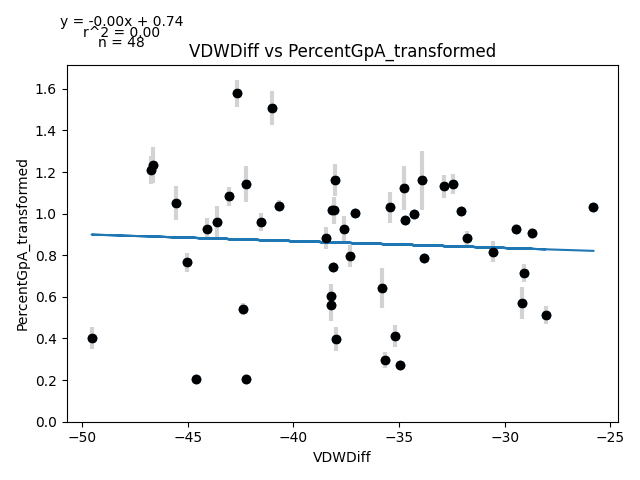 y = -0.00x + 0.74
r^2 = 0.00
n = 48
VDWDiff vs PercentGpA_transformed
PercentGpA_transformed
1.6
1.4
1.2
1.0
0.8
0.6
0.4
0.2
0.0
−50 −45 −40 −35 −30 −25
VDWDiff